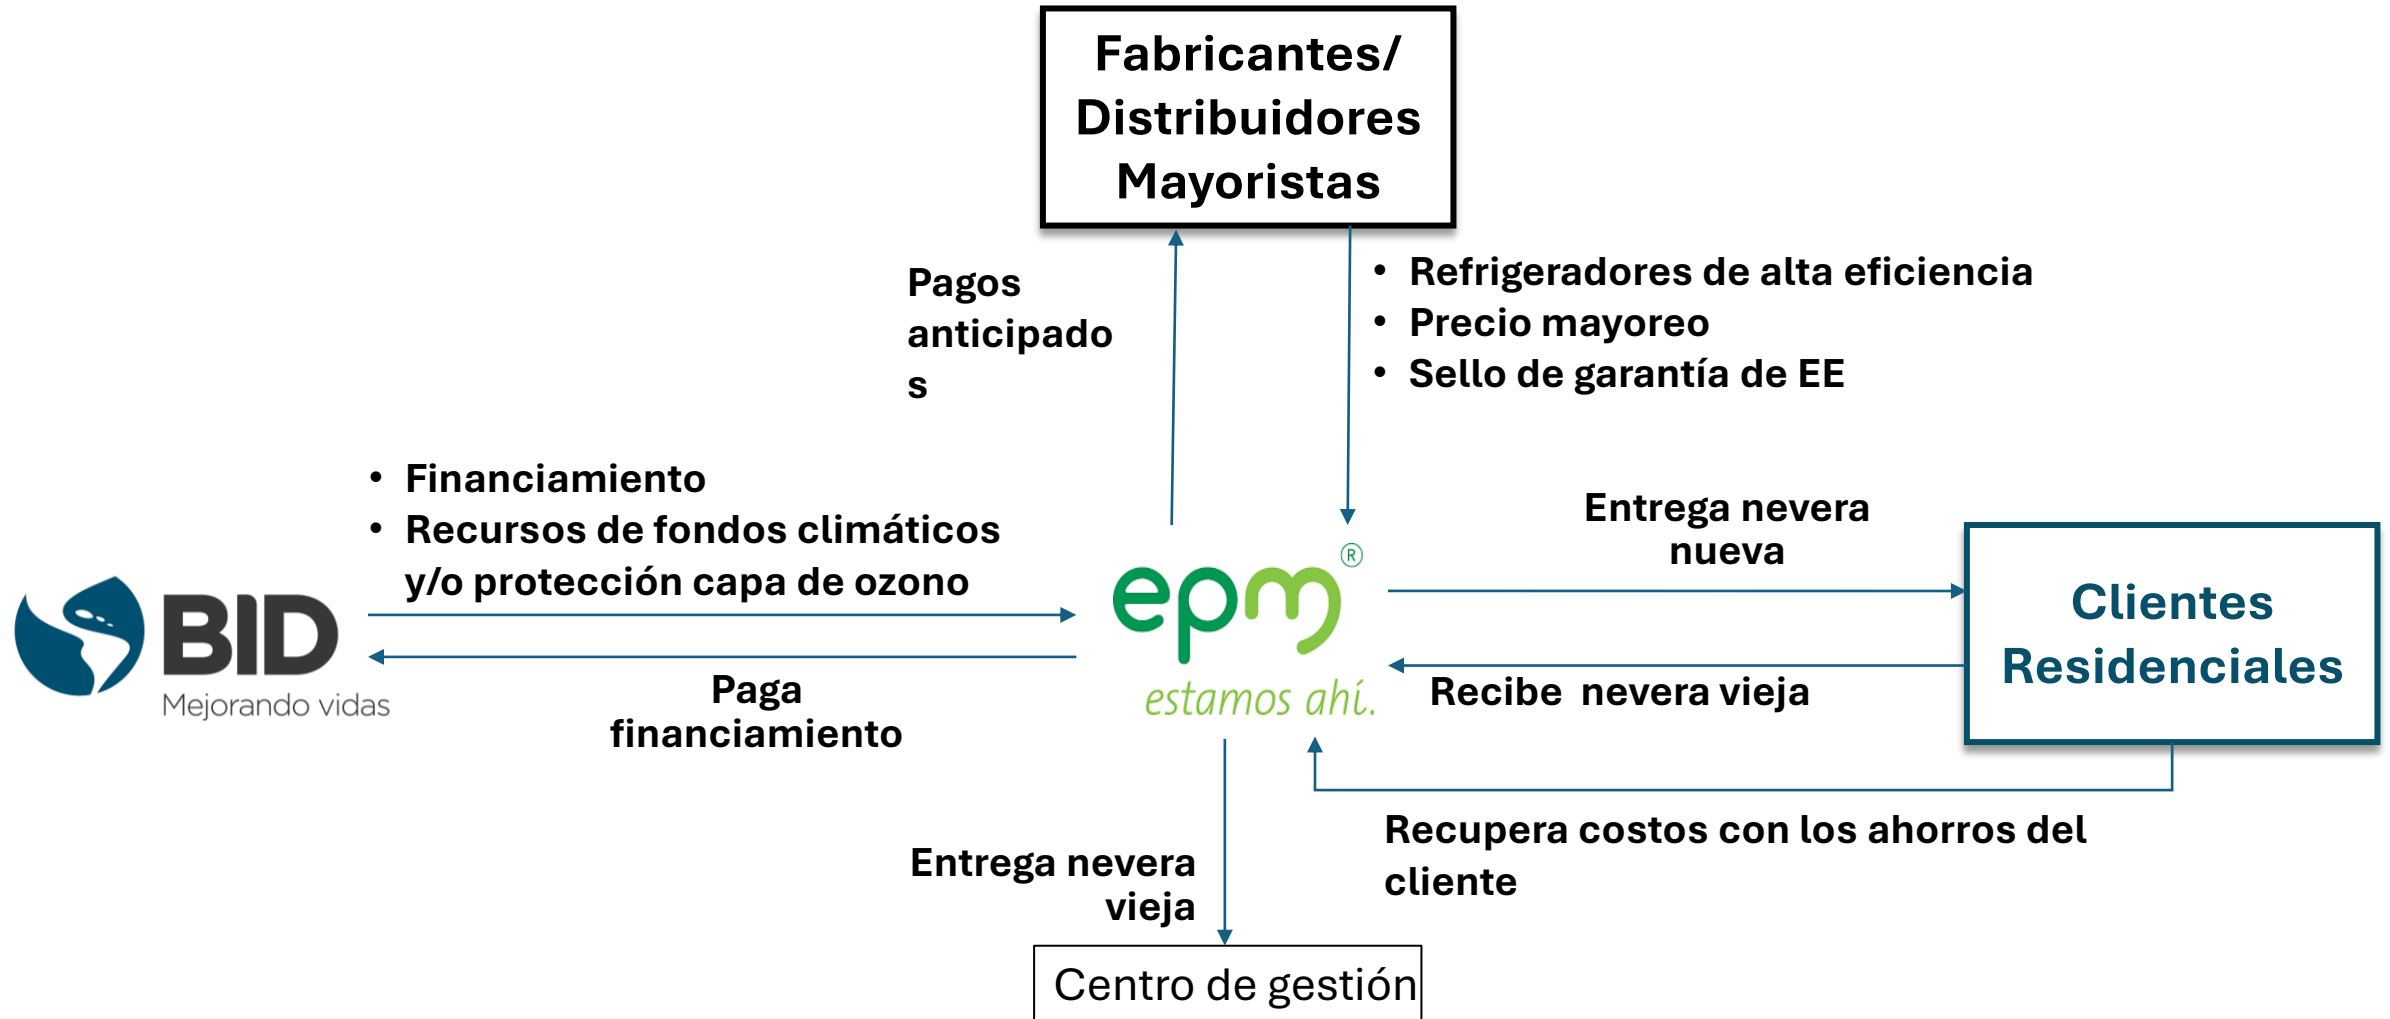 Fabricantes/
Distribuidores
Mayoristas
Pagos
anticipado
s
• Refrigeradores de alta eficiencia
• Precio mayoreo
• Sello de garantía de EE
• Financiamiento
• Recursos de fondos climáticos
y/o protección capa de ozono
BID
Mejorando vidas
Paga
financiamiento
epm®
estamos ahí.
Entrega nevera
nueva
Recibe nevera vieja
Clientes
Residenciales
Recupera costos con los ahorros del
cliente
Entrega nevera
vieja
Centro de gestión